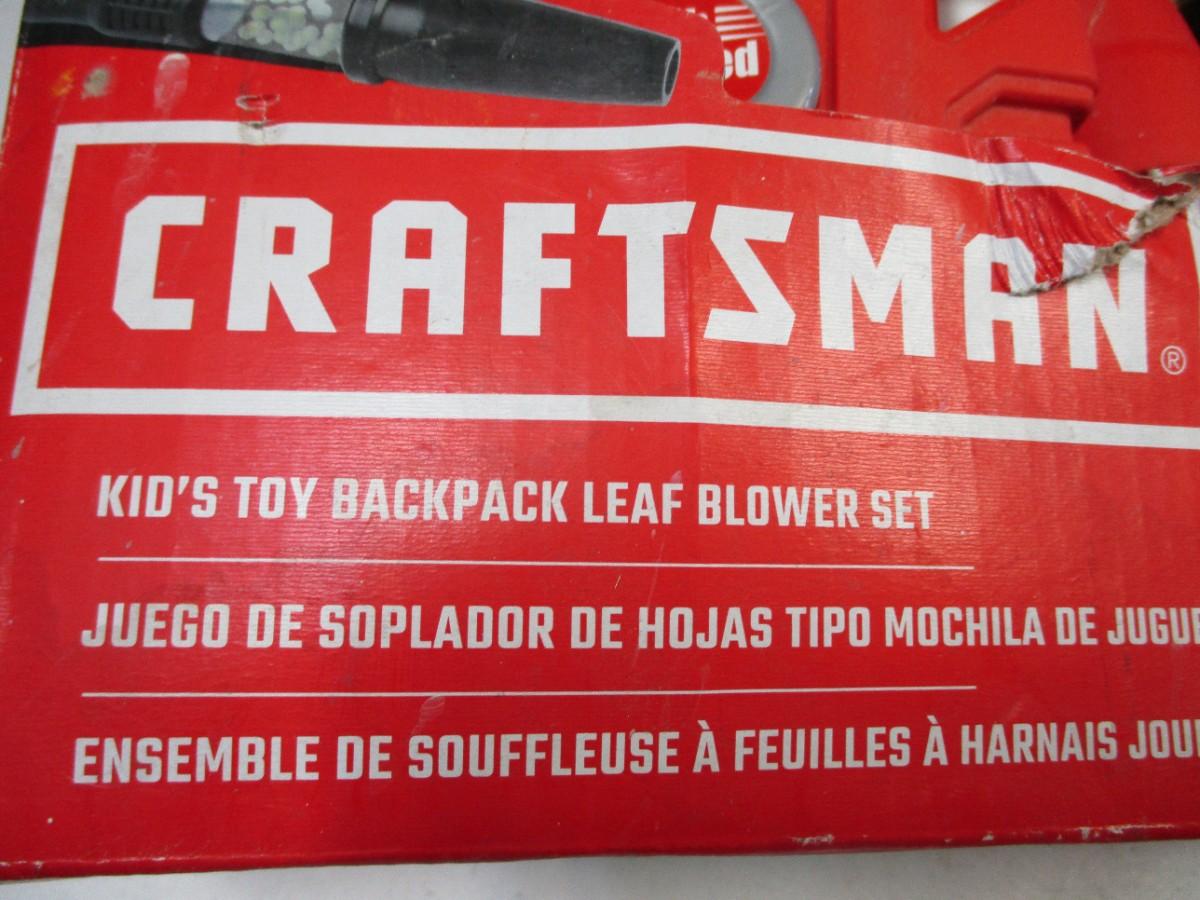 CRAFTSMAN®
KID'S TOY BACKPACK LEAF BLOWER SET
JUEGO DE SOPLADOR DE HOJAS TIPO MOCHILA DE
ENSEMBLE DE SOUFFLEUSE À FEUILLES À HARNAIS